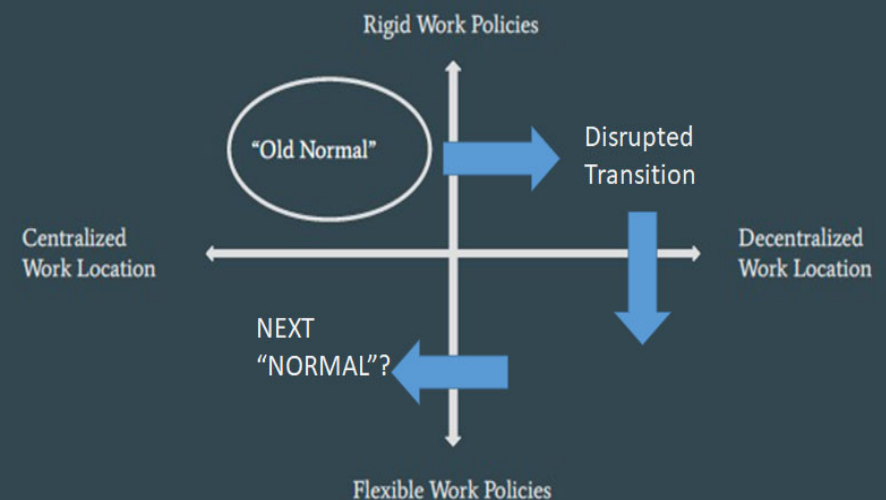 Rigid Work Policies
“Old Normal”
Disrupted
Transition
Centralized
Work Location
Decentralized
Work Location
NEXT
“NORMAL”?
Flexible Work Policies